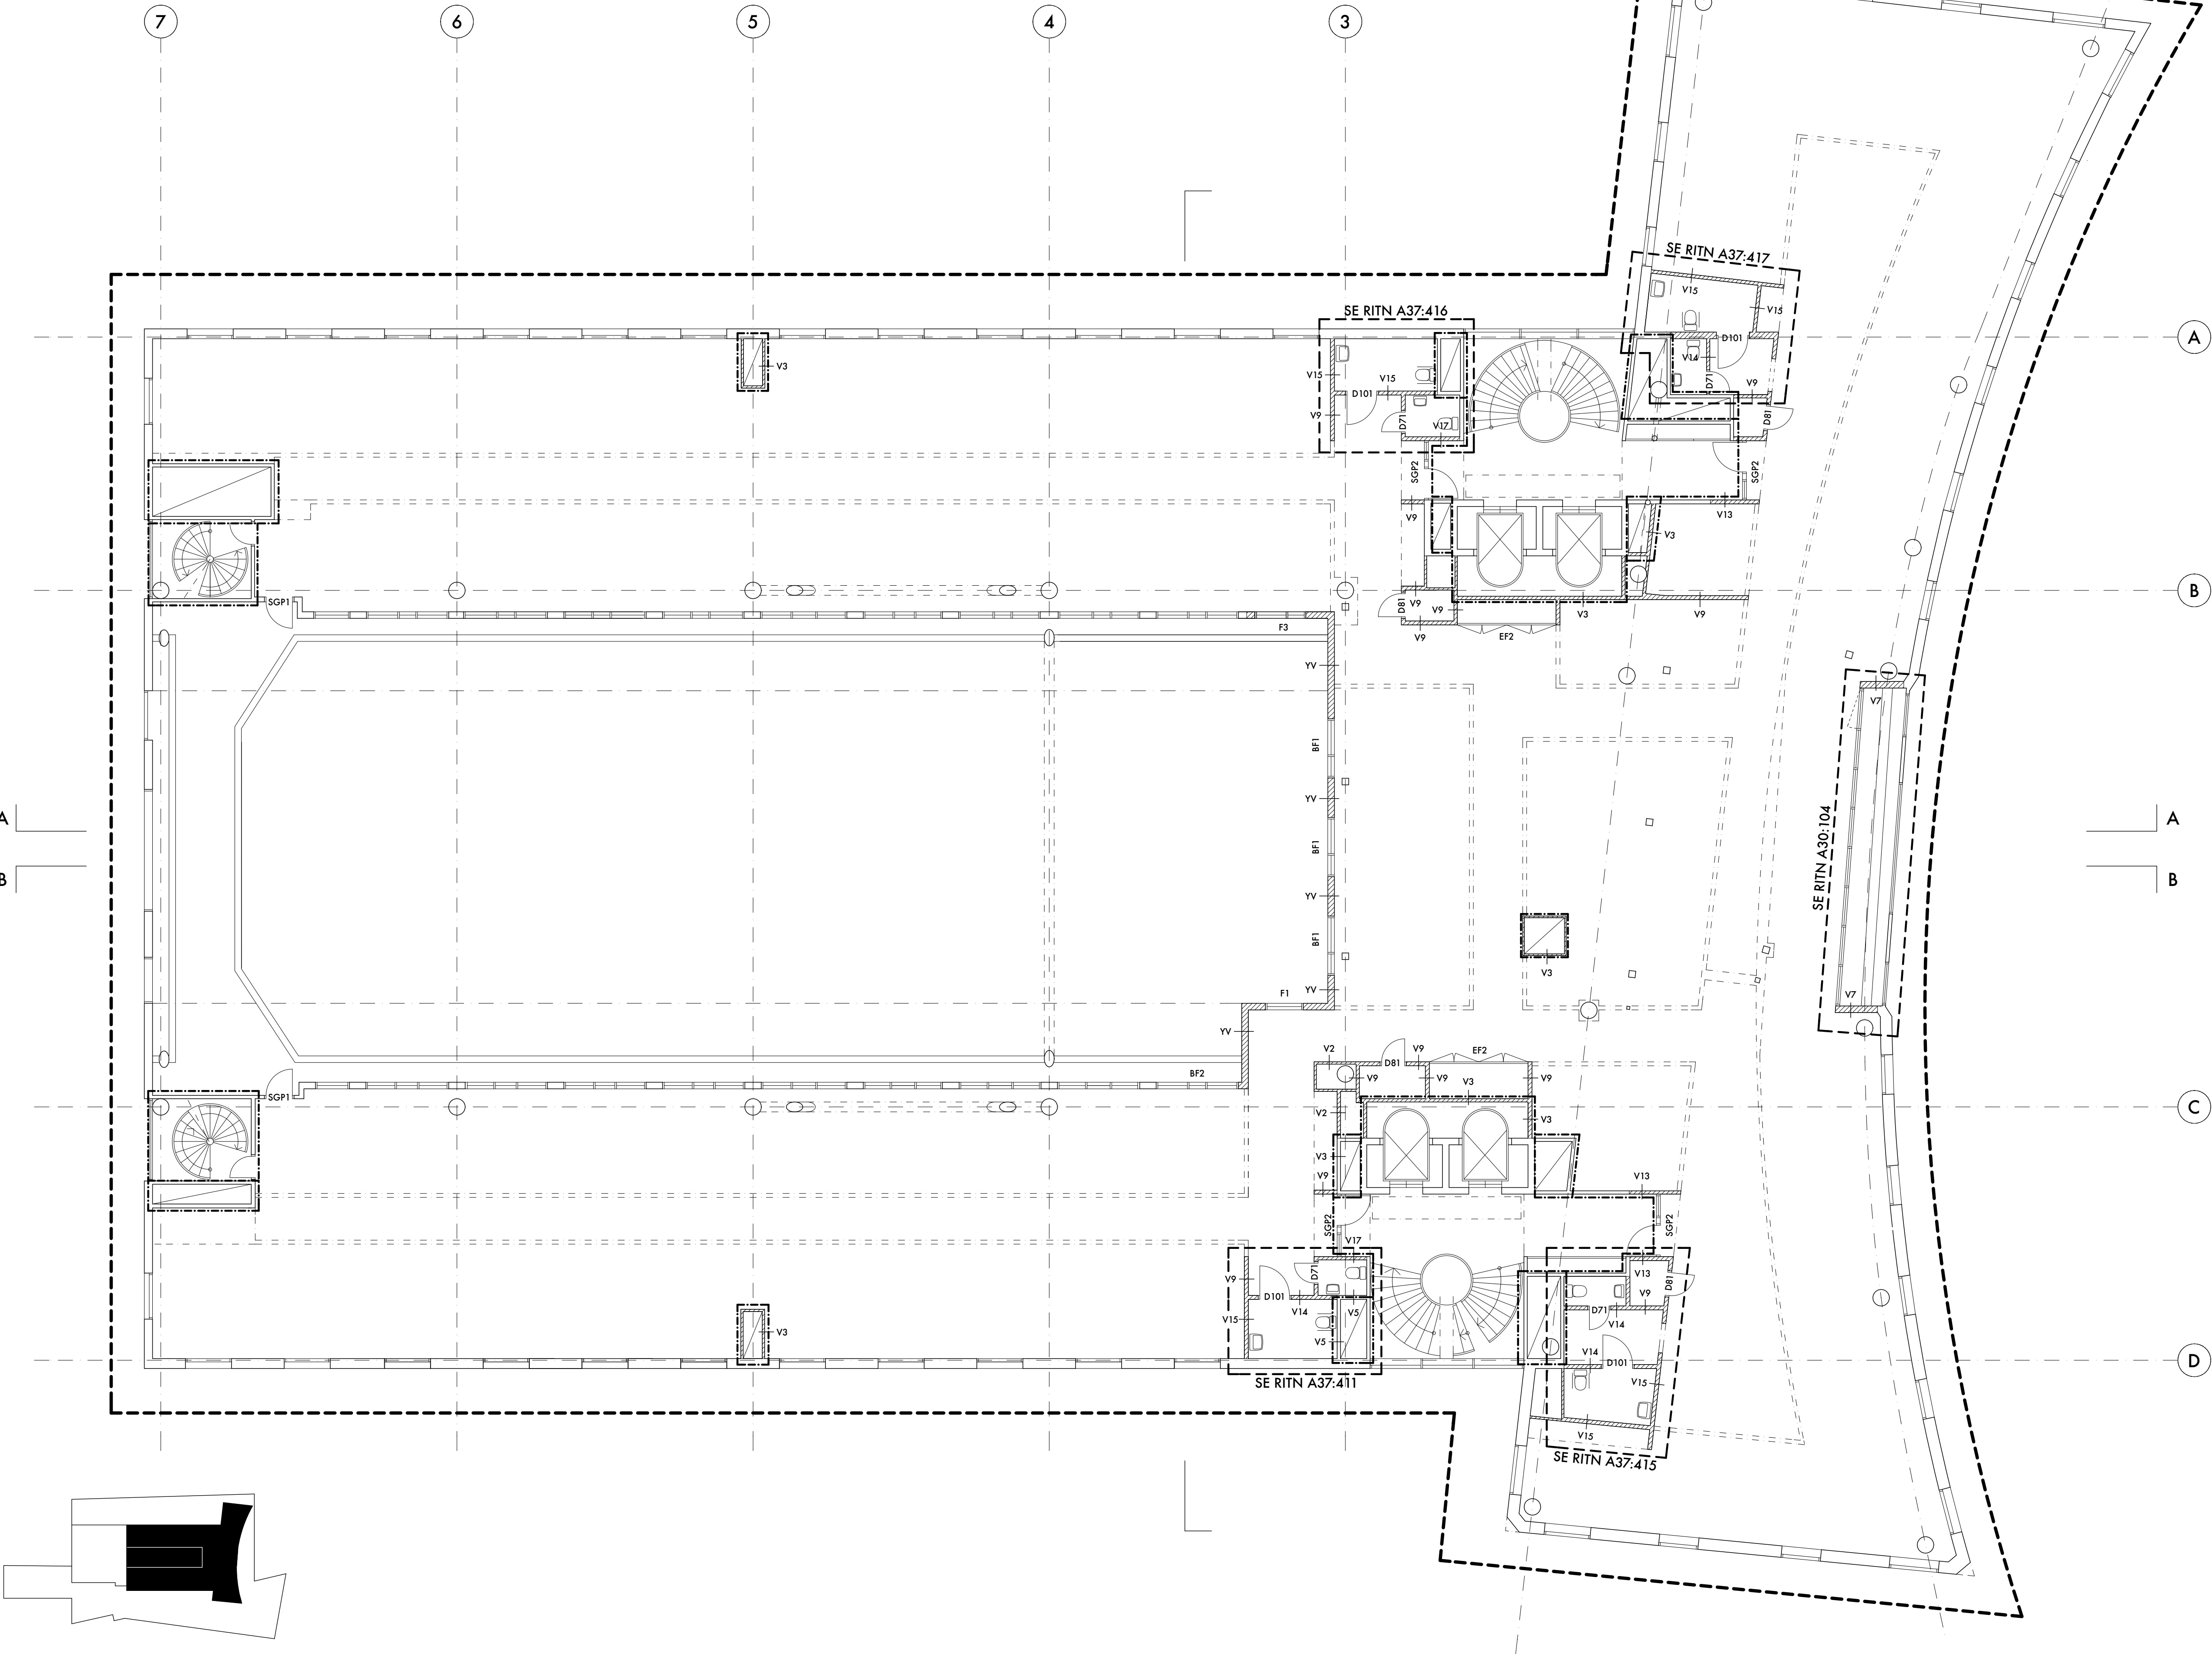 7 6 5 4 3
SE RITN A37:417
V15
V15
SE RITN A37:416
A
D101
V14
V3
V15 V15
D71 V9
D101
V9 D71 V17
D81
SGP2 SGP2
V9 V13
V3
B
SGP1 D81 V9 V9 V3 V9
V9 EF2
F3
YV
V7
BF1
YV
A A
SE RITN A30:104
BF1
B B
YV
BF1
V3
YV
F1 V7
YV
V2 V9 EF2
D81
BF2 V9 V9 V3 V9
SGP1
C
V2 V3
V3
V9 V13
SGP2 SGP2
V17
V9 D71 V13 D81
D101 V14 V5 D71 V9
V15 V14
V3 V5
V14 D101
D
SE RITN A37:411 V15
V15
SE RITN A37:415